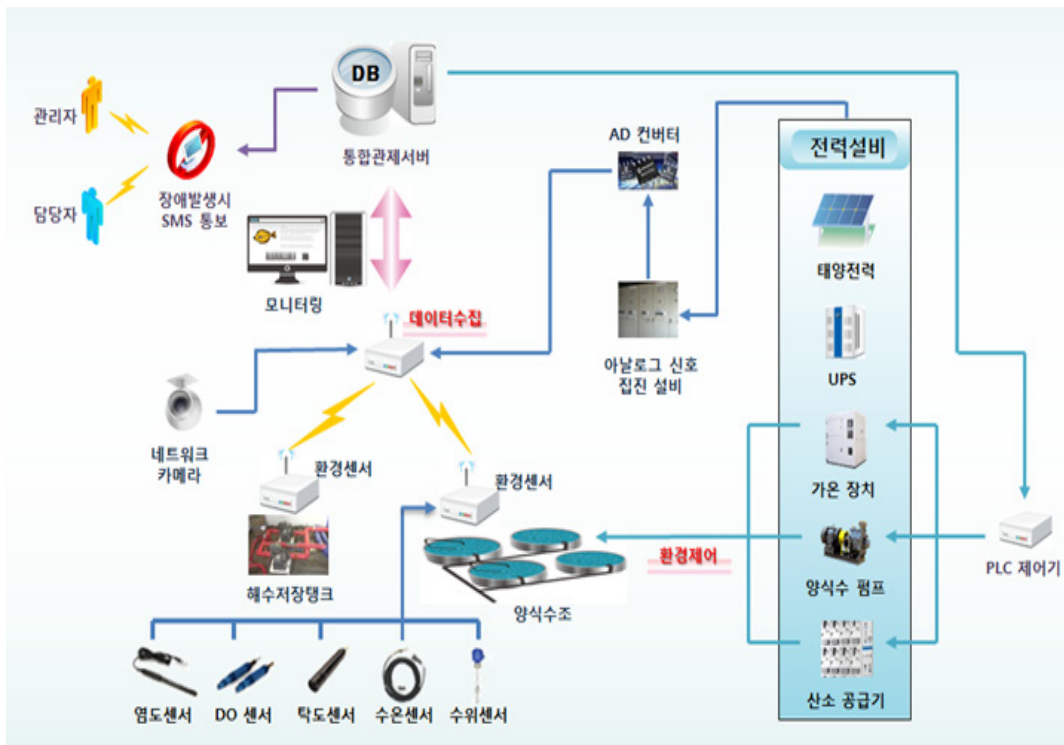 DB
통합관제서버
관리자
담당자
장애발생시
SMS 통보
모니터링
데이터수집
AD 컨버터
아날로그 신호
집진 설비
전력설비
태양전력
UPS
가온 장치
양식수 펌프
산소 공급기
PLC 제어기
네트워크
카메라
환경센서
환경센서
해수저장탱크
양식수조
환경제어
염도센서
DO 센서
탁도센서
수온센서
수위센서